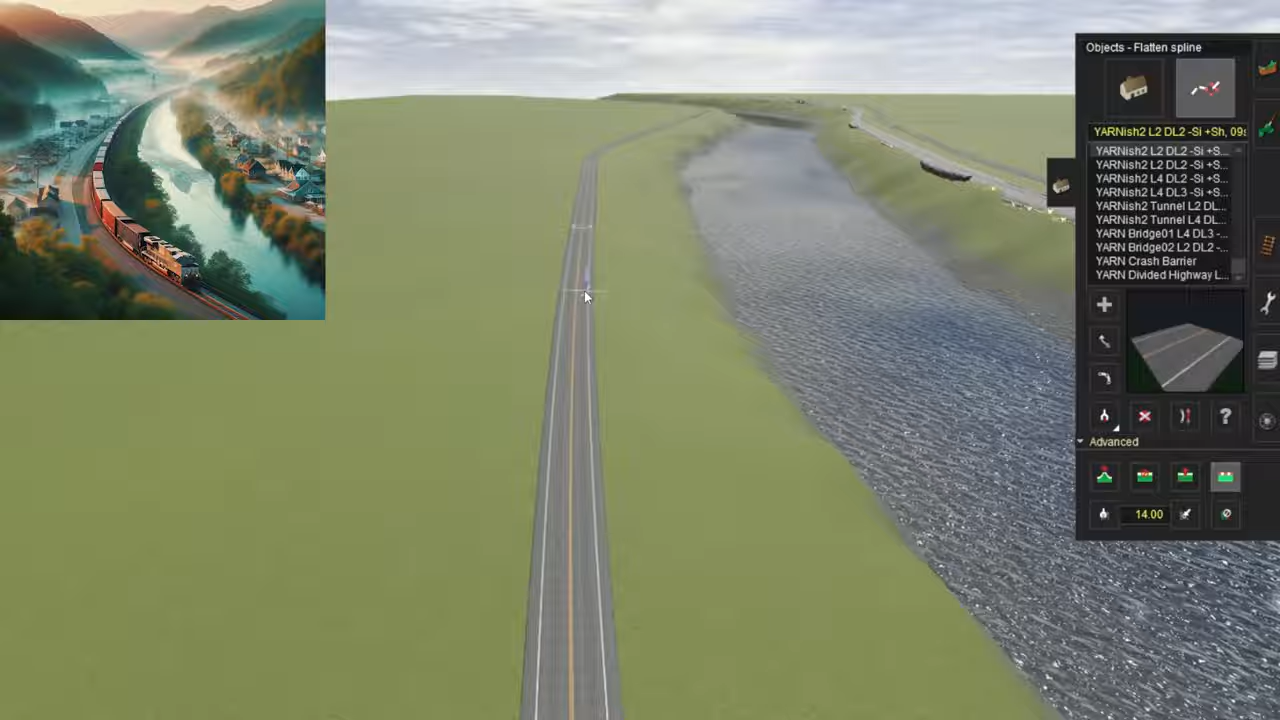 Objects - Flatten spline
YARNish2 L2 DL2 -Si +Sh, 09s
YARNish2 L2 DL2 -Si +S...
YARNish2 L2 DL2 -Si +S...
YARNish2 L4 DL2 -Si +S...
YARNish2 L4 DL3 -Si +S...
YARNish2 Tunnel L2 DL...
YARNish2 Tunnel L4 DL...
YARN Bridge01 L4 DL3 -...
YARN Bridge02 L2 DL2 -...
YARN Crash Barrier
YARN Divided Highway L...
?
Advanced
14.00